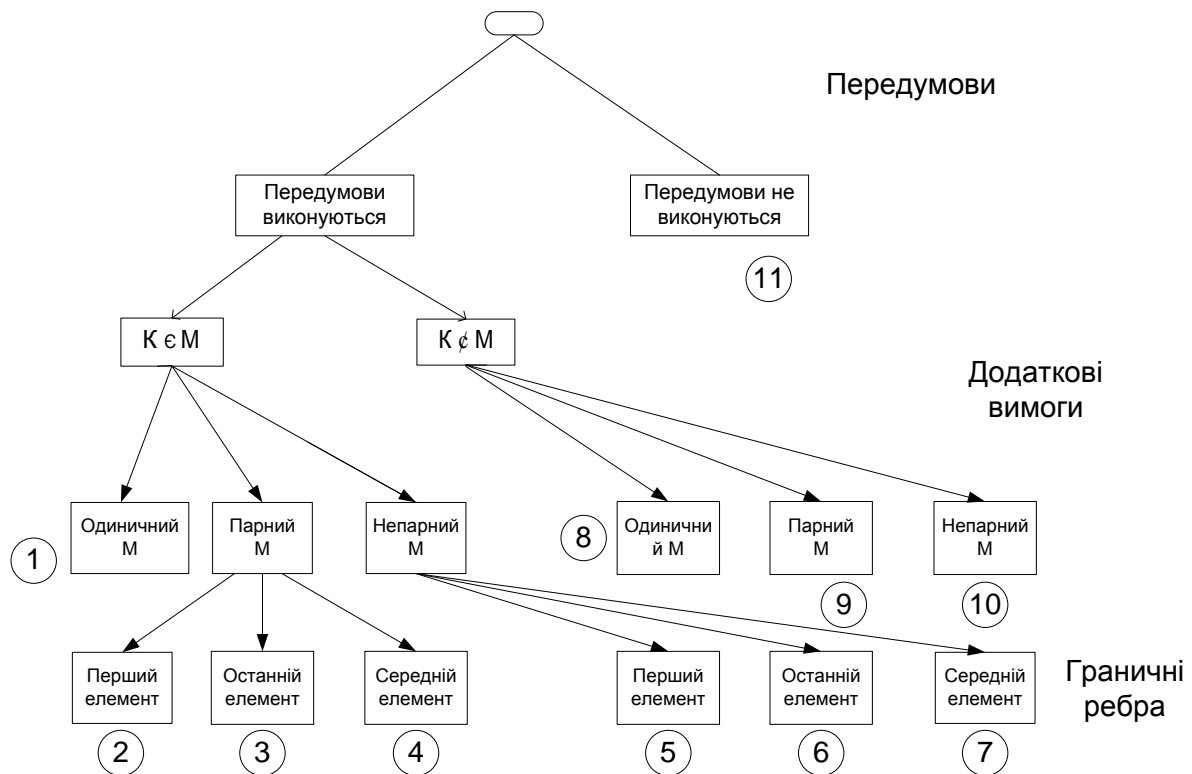 Передумови
Передумови
виконуються
Передумови не
виконуються
11
К є М
К ɇ М
Додаткові
вимоги
1
Одиничний
М
Парний
М
Непарний
М
8
Одинични
й М
Парний
М
Непарний
М
9
10
Перший
елемент
Останній
елемент
Середній
елемент
Перший
елемент
Останній
елемент
Середній
елемент
Граничні
ребра
2
3
4
5
6
7